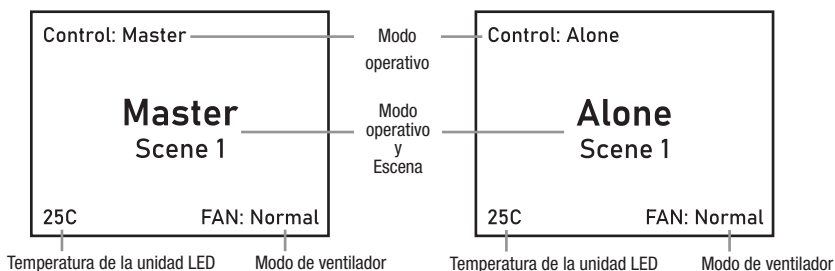 Control: Master
Master
Scene 1
25C
FAN: Normal
Temperatura de la unidad LED
Modo de ventilador
Modo
operativo
Modo
operativo
y
Escena
Control: Alone
Alone
Scene 1
25C
FAN: Normal
Temperatura de la unidad LED
Modo de ventilador